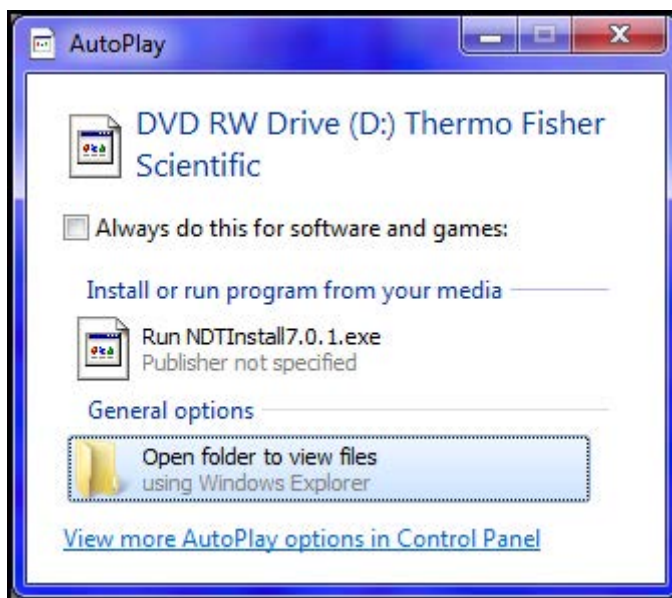 AutoPlay
DVD RW Drive (D:) Thermo Fisher
Scientific
Always do this for software and games:
Install or run program from your media
Run NDTInstall7.0.1.exe
Publisher not specified
General options
Open folder to view files
using Windows Explorer
View more AutoPlay options in Control Panel